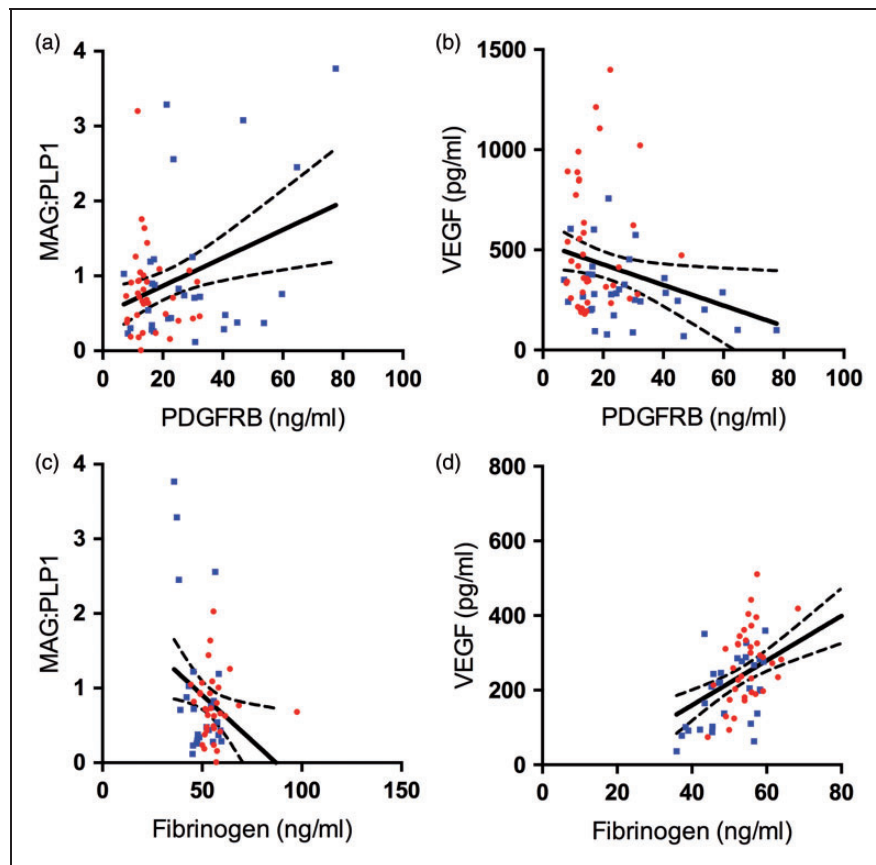 (a)
MAG:PLP1
4
3
2
1
0
0 20 40 60 80 100
PDGFRB (ng/ml)
(b)
VEGF (pg/ml)
1500
1000
500
0
0 20 40 60 80 100
PDGFRB (ng/ml)
(c)
MAG:PLP1
4
3
2
1
0
0 50 100 150
Fibrinogen (ng/ml)
(d)
VEGF (pg/ml)
800
600
400
200
0
0 20 40 60 80
Fibrinogen (ng/ml)